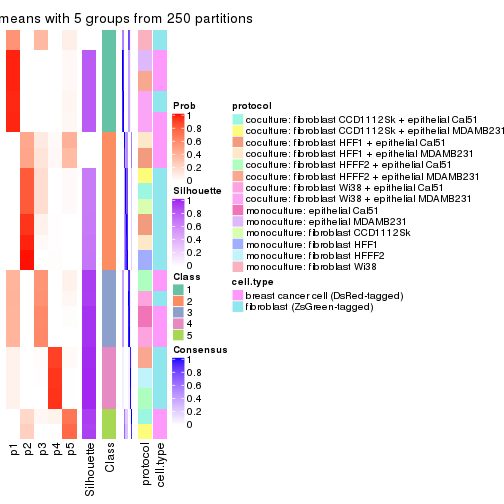 means with 5 groups from 250 partitions
Prob
1
0.8
0.6
0.4
0.2
0
Silhouette
1
0.8
0.6
0.4
0.2
0
Class
1
2
3
4
5
Consensus
1
0.8
0.6
0.4
0.2
0
protocol
coculture: fibroblast CCD1112Sk + epithelial Cal51
coculture: fibroblast CCD1112Sk + epithelial MDAMB231
coculture: fibroblast HFF1 + epithelial Cal51
coculture: fibroblast HFF1 + epithelial MDAMB231
coculture: fibroblast HFFF2 + epithelial Cal51
coculture: fibroblast HFFF2 + epithelial MDAMB231
coculture: fibroblast Wi38 + epithelial Cal51
coculture: fibroblast Wi38 + epithelial MDAMB231
monoculture: epithelial Cal51
monoculture: epithelial MDAMB231
monoculture: fibroblast CCD1112Sk
monoculture: fibroblast HFF1
monoculture: fibroblast HFFF2
monoculture: fibroblast Wi38
cell.type
breast cancer cell (DsRed-tagged)
fibroblast (ZsGreen-tagged)
p1
p2
p3
p4
p5
Silhouette
Class
protocol
cell.type